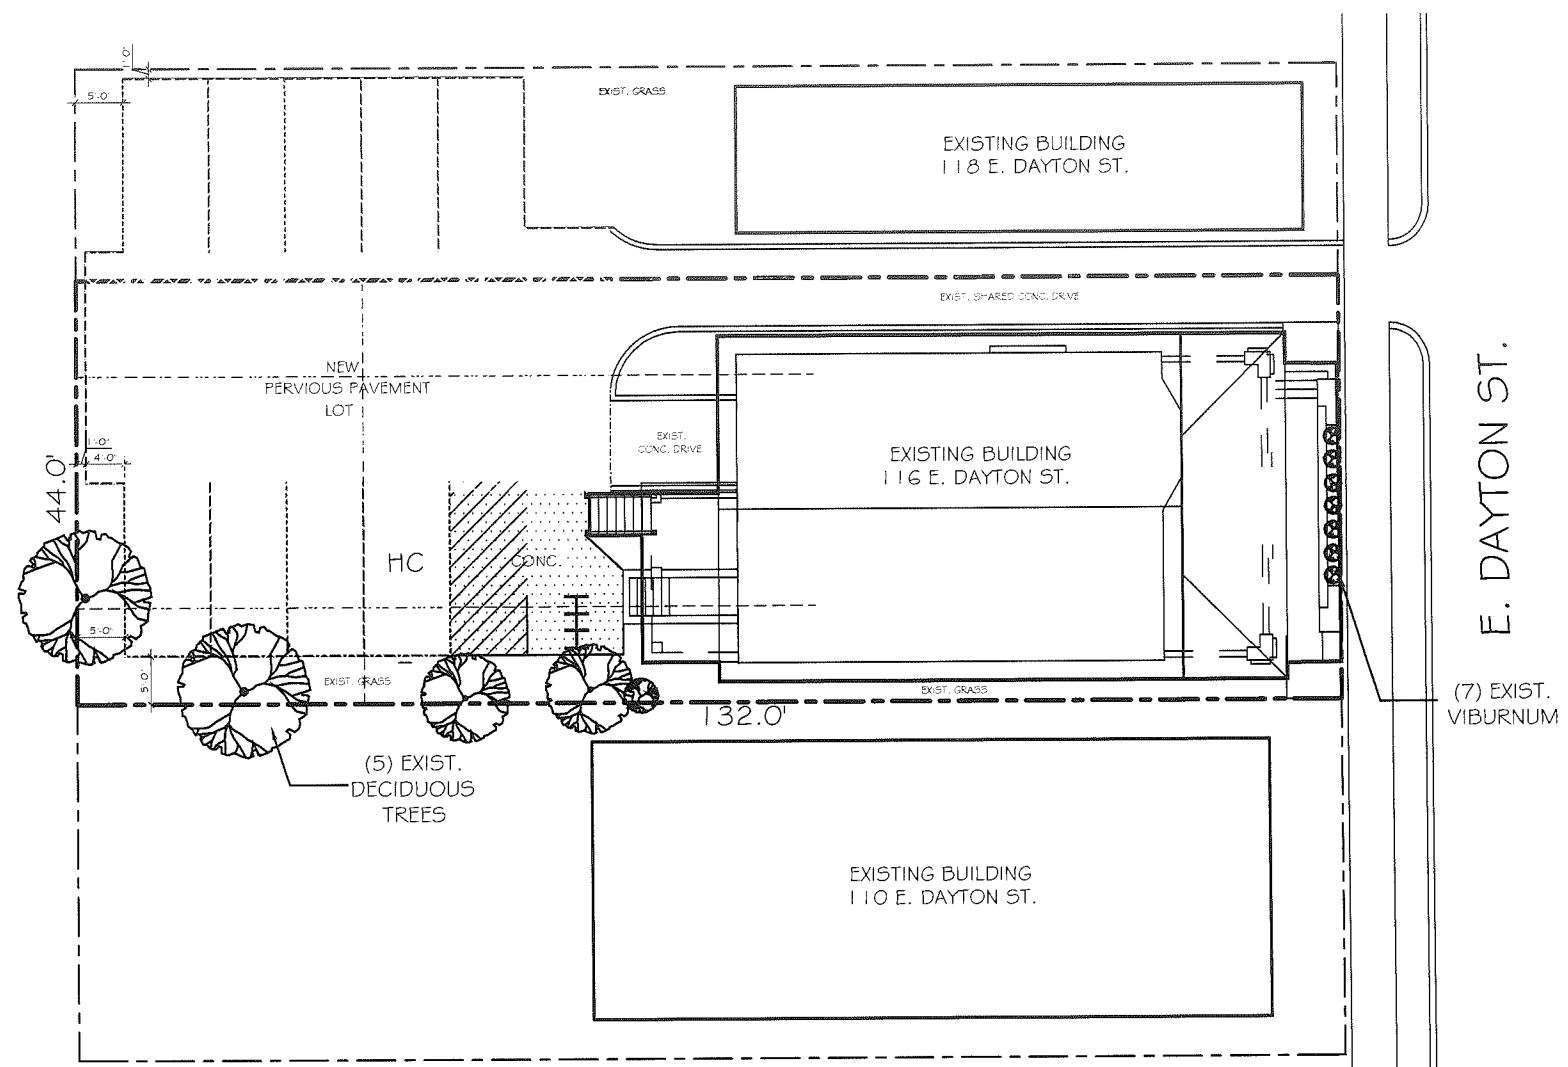 1'-0"
5'-0"
EXIST. GRASS
EXISTING BUILDING
118 E. DAYTON ST.
EXIST. SHARED CONC. DRIVE
NEW
PERVIOUS PAVEMENT
LOT
EXIST.
CONC. DRIVE
EXISTING BUILDING
116 E. DAYTON ST.
1'-0"
4'-0"
44.0'
HC
CONC.
5'-0"
5'-0"
EXIST. GRASS
EXIST. GRASS
132.0'
(7) EXIST.
VIBURNUM
E. DAYTON ST.
(5) EXIST.
DECIDUOUS
TREES
EXISTING BUILDING
110 E. DAYTON ST.